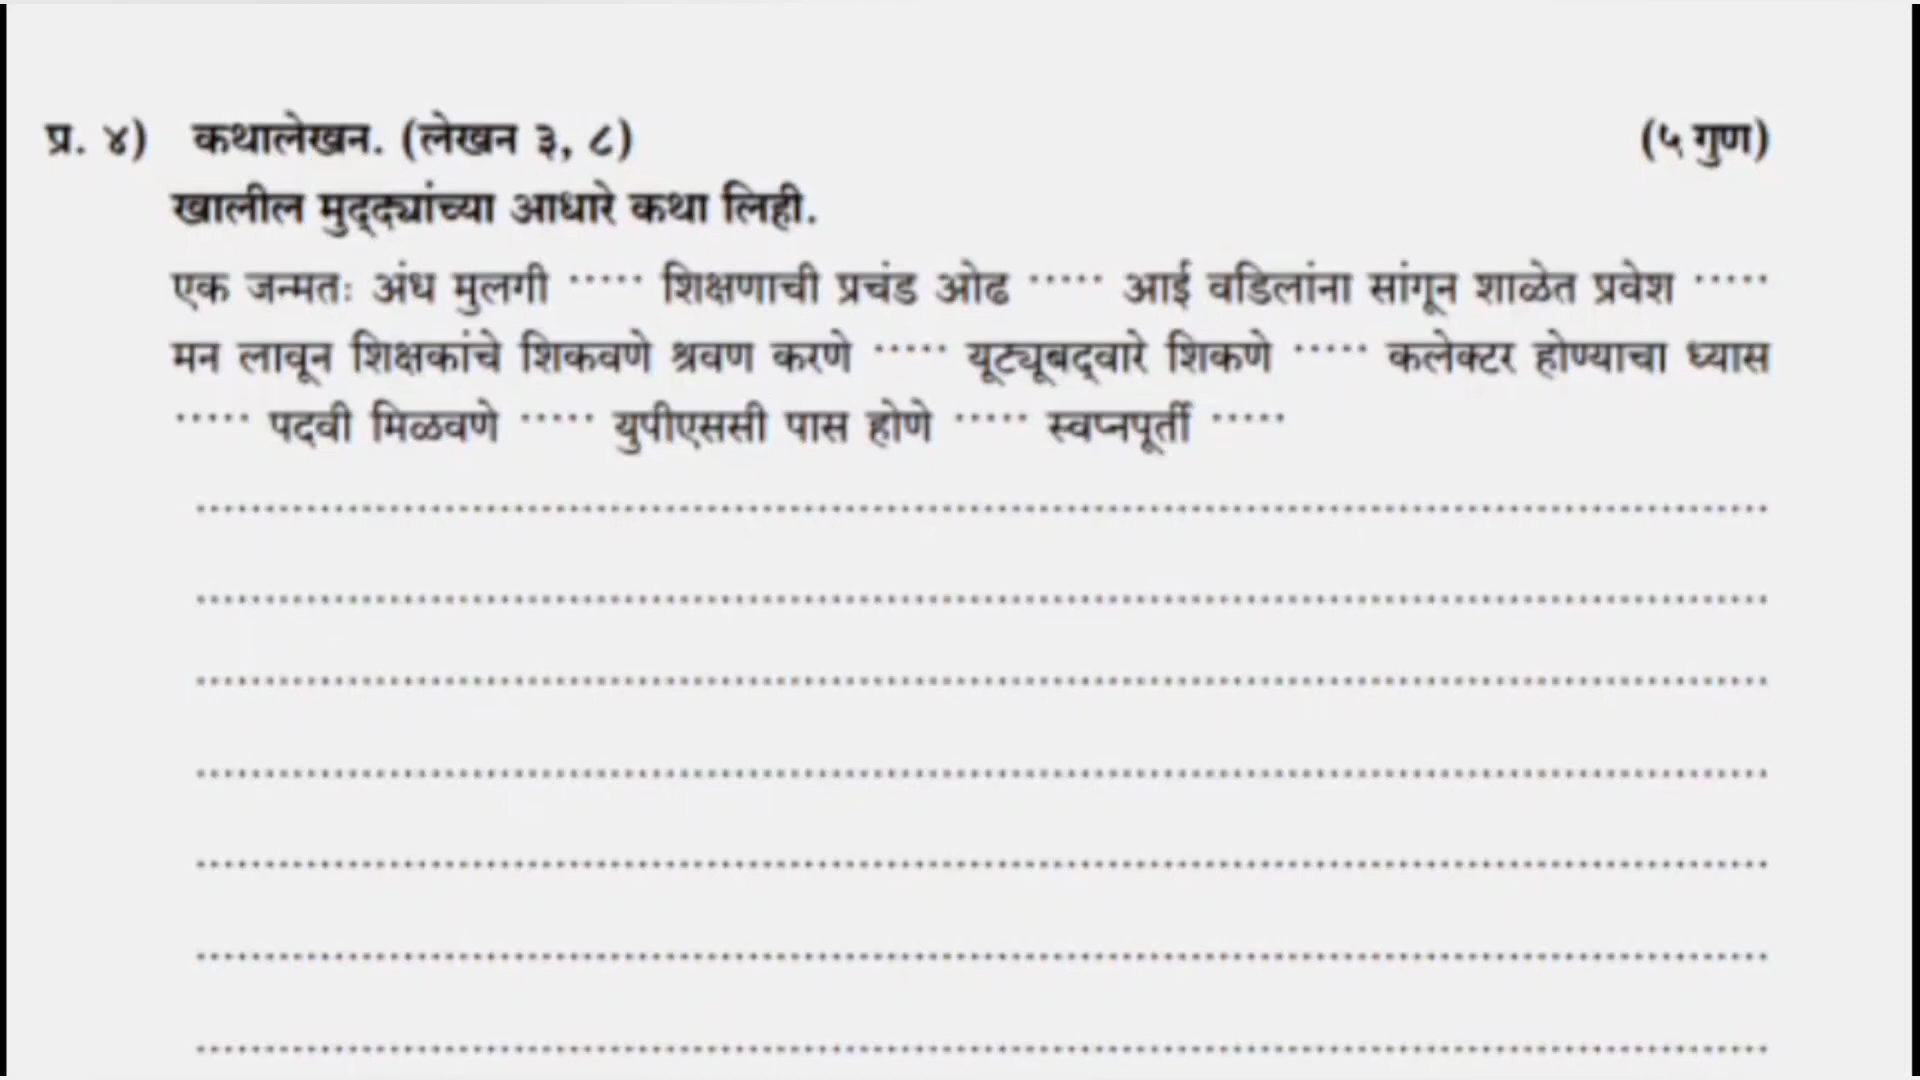 प्र. ४) कथालेखन. (लेखन ३, ८) (५ गुण)
खालील मुद्द्यांच्या आधारे कथा लिही.
एक जन्मतः अंध मुलगी ····· शिक्षणाची प्रचंड ओढ ····· आई वडिलांना सांगून शाळेत प्रवेश ·····
मन लावून शिक्षकांचे शिकवणे श्रवण करणे ····· यूट्यूबद्वारे शिकणे ····· कलेक्टर होण्याचा ध्यास
····· पदवी मिळवणे ····· युपीएससी पास होणे ····· स्वप्नपूर्ती ·····